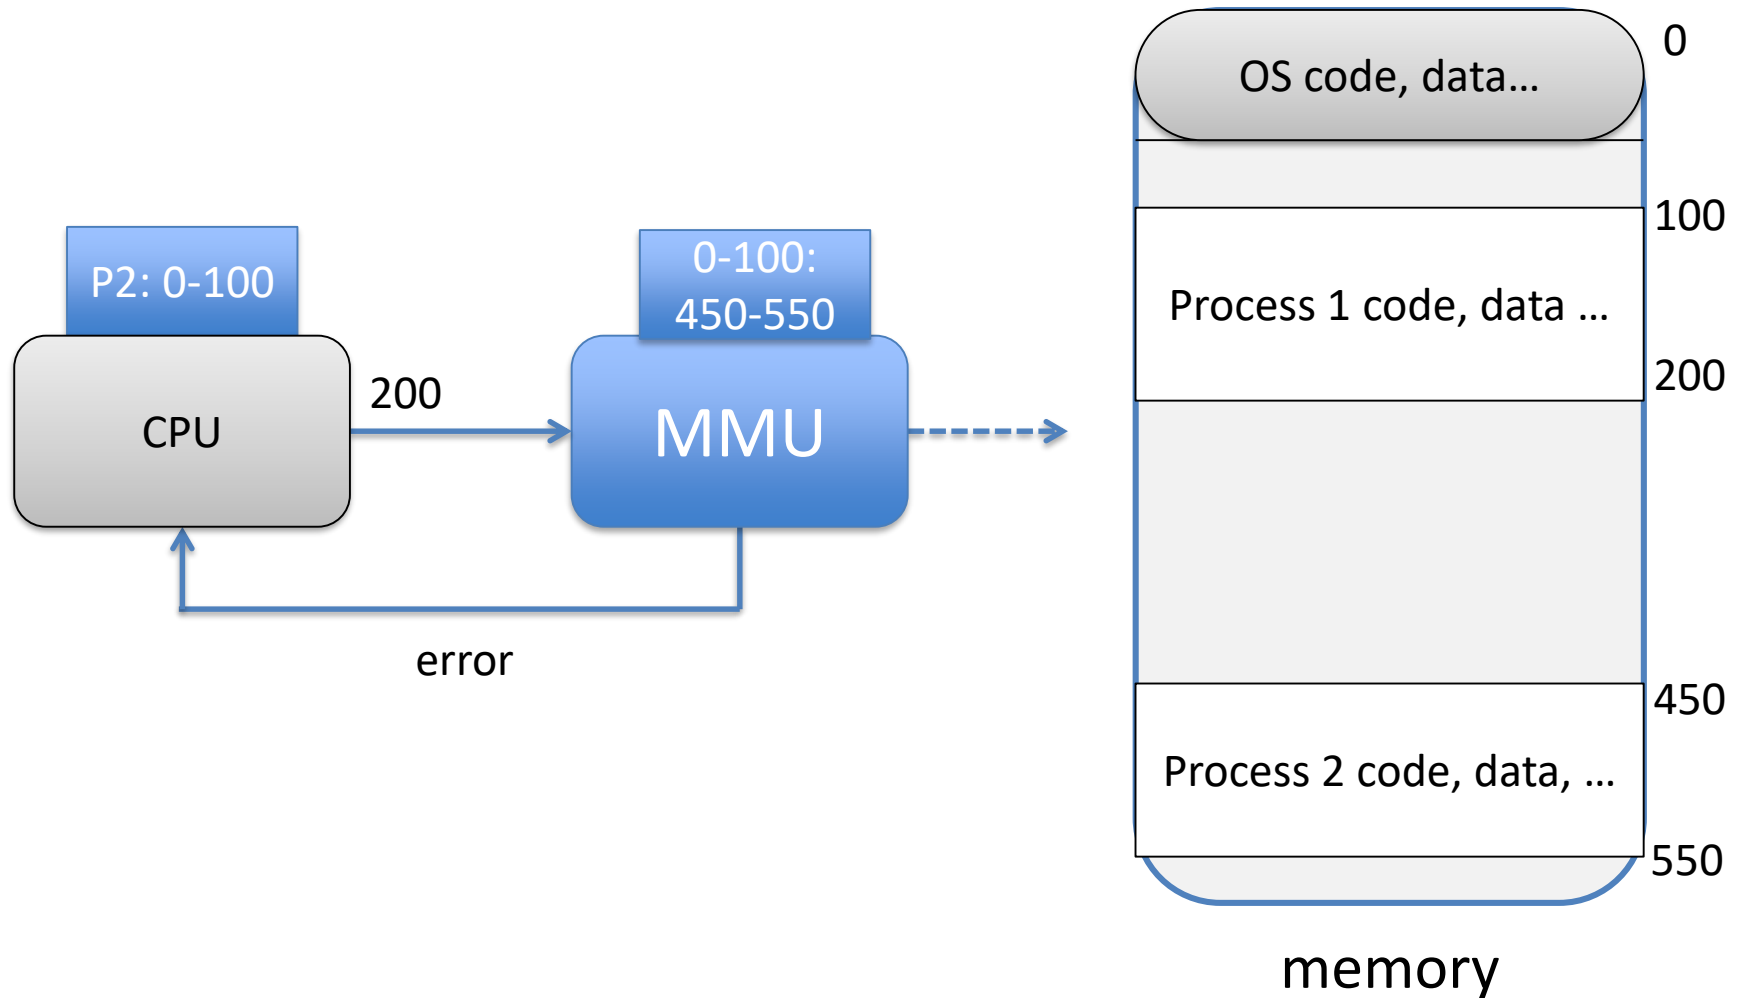 P2: 0-100
CPU
200
0-100:
450-550
MMU
error
OS code, data...
0
100
Process 1 code, data ...
200
450
Process 2 code, data, ...
550
memory